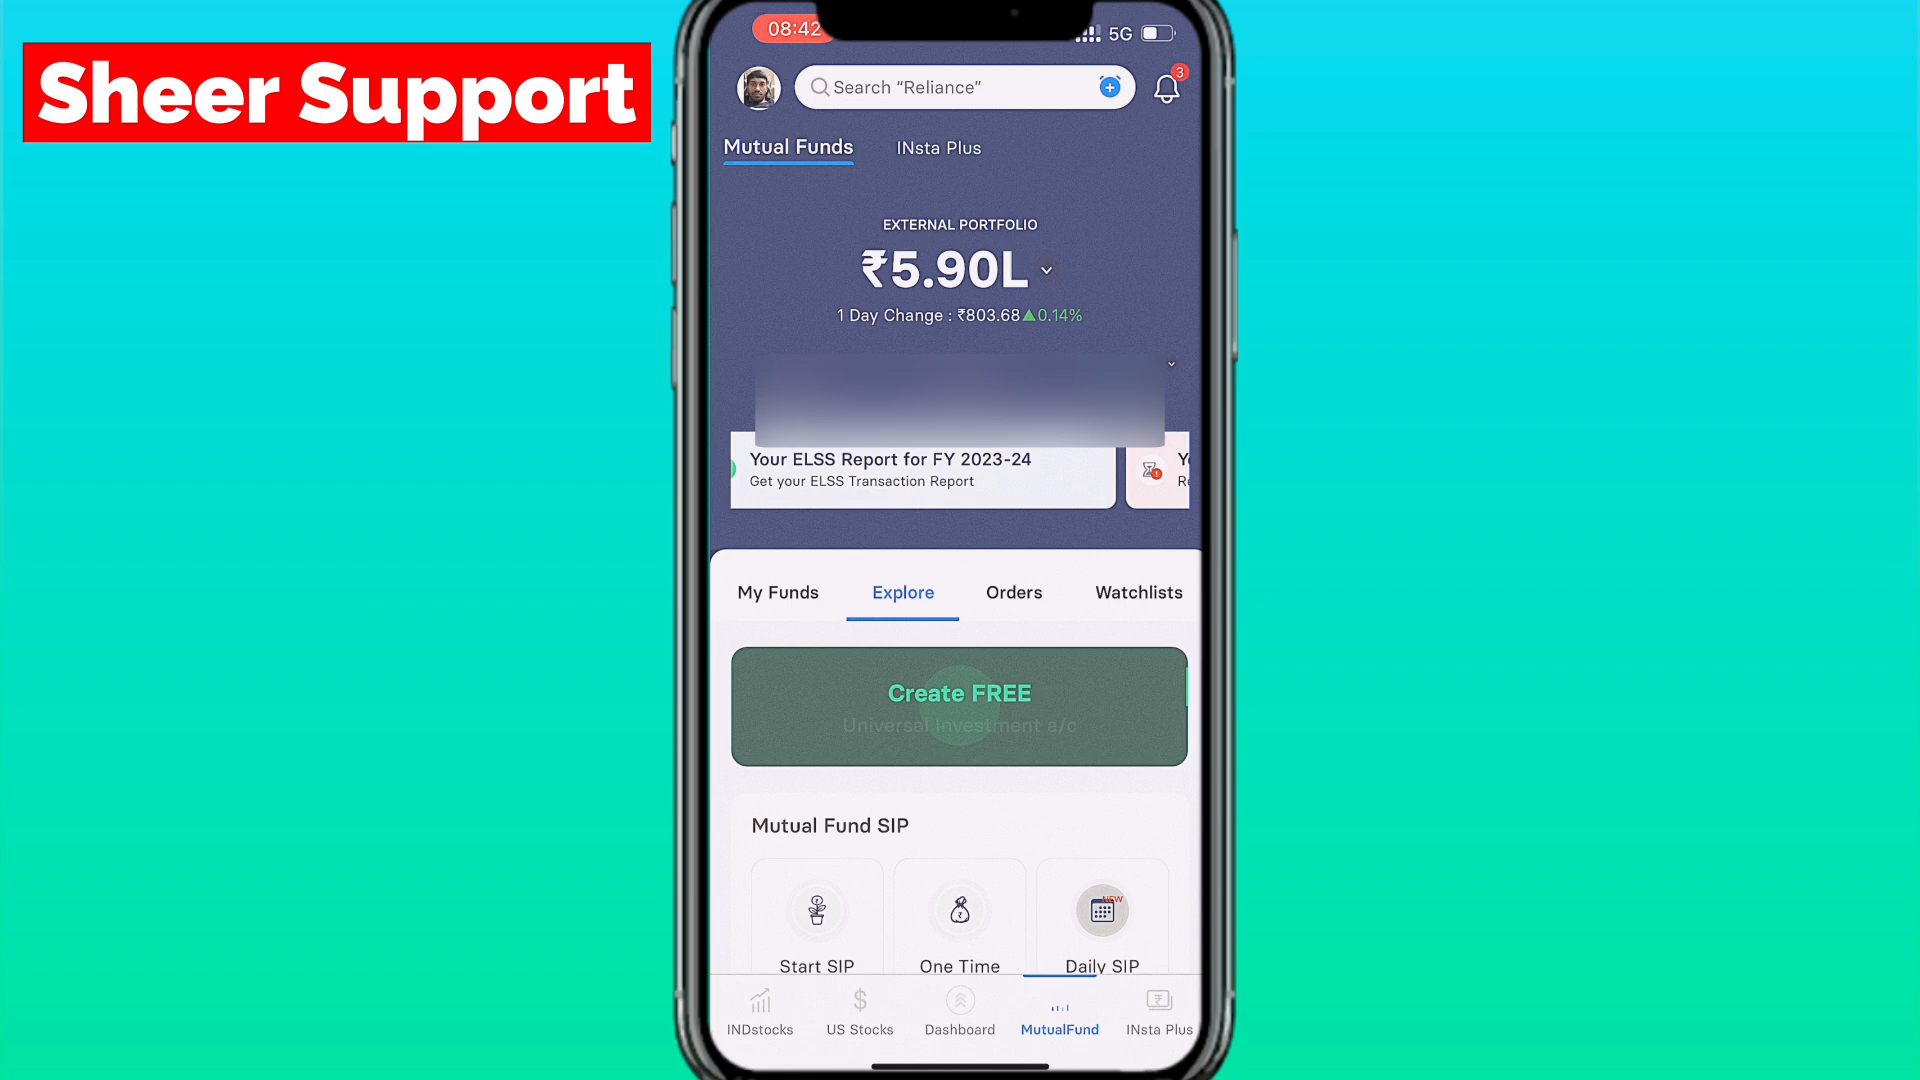 Sheer Support
08:42
5G
Search “Reliance”
3
Mutual Funds
INsta Plus
EXTERNAL PORTFOLIO
₹5.90L
1 Day Change : ₹803.68▲0.14%
Your ELSS Report for FY 2023-24
Get your ELSS Transaction Report
My Funds
Explore
Orders
Watchlists
Create FREE
Universal Investment a/c
Mutual Fund SIP
NEW
Start SIP
One Time
Daily SIP
INDstocks
US Stocks
Dashboard
MutualFund
INsta Plus